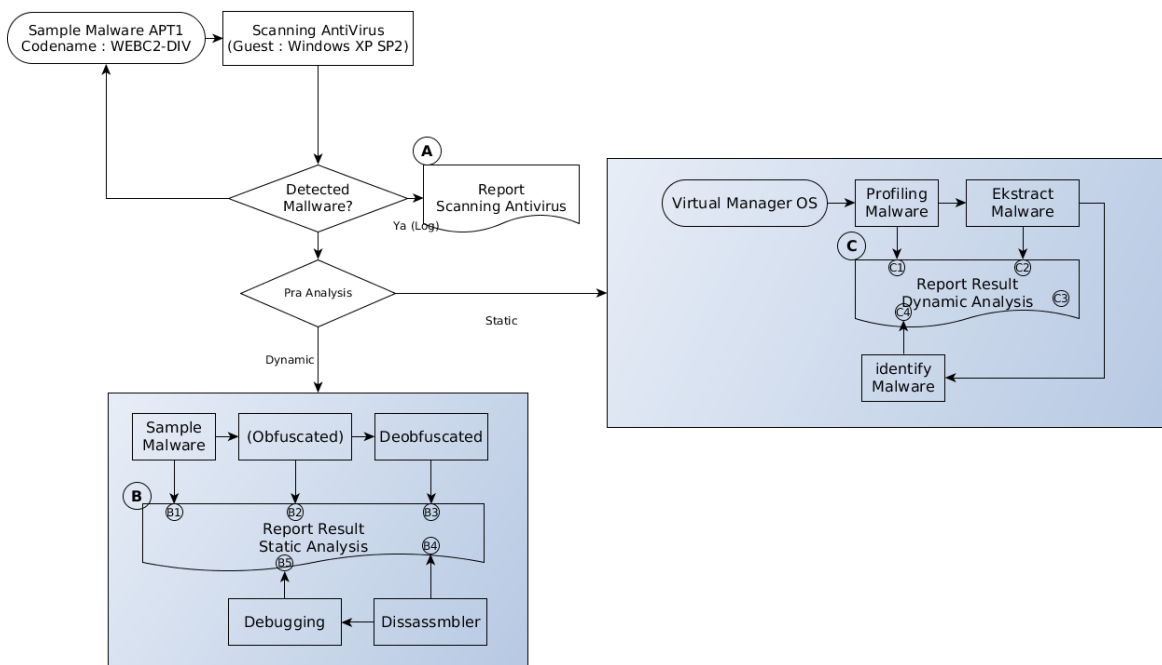 Sample Malware APT1
Codename : WEBC2-DIV
Scanning AntiVirus
(Guest : Windows XP SP2)
Detected
Mallware?
A
Report
Scanning Antivirus
Ya (Log)
Pra Analysis
Static
Dynamic
Virtual Manager OS
Profiling
Malware
Ekstract
Malware
C
C1
C2
Report Result
Dynamic Analysis
C3
C4
identify
Malware
Sample
Malware
(Obfuscated)
Deobfuscated
B
B1
B2
B3
Report Result
Static Analysis
B4
B5
Debugging
Dissassmbler